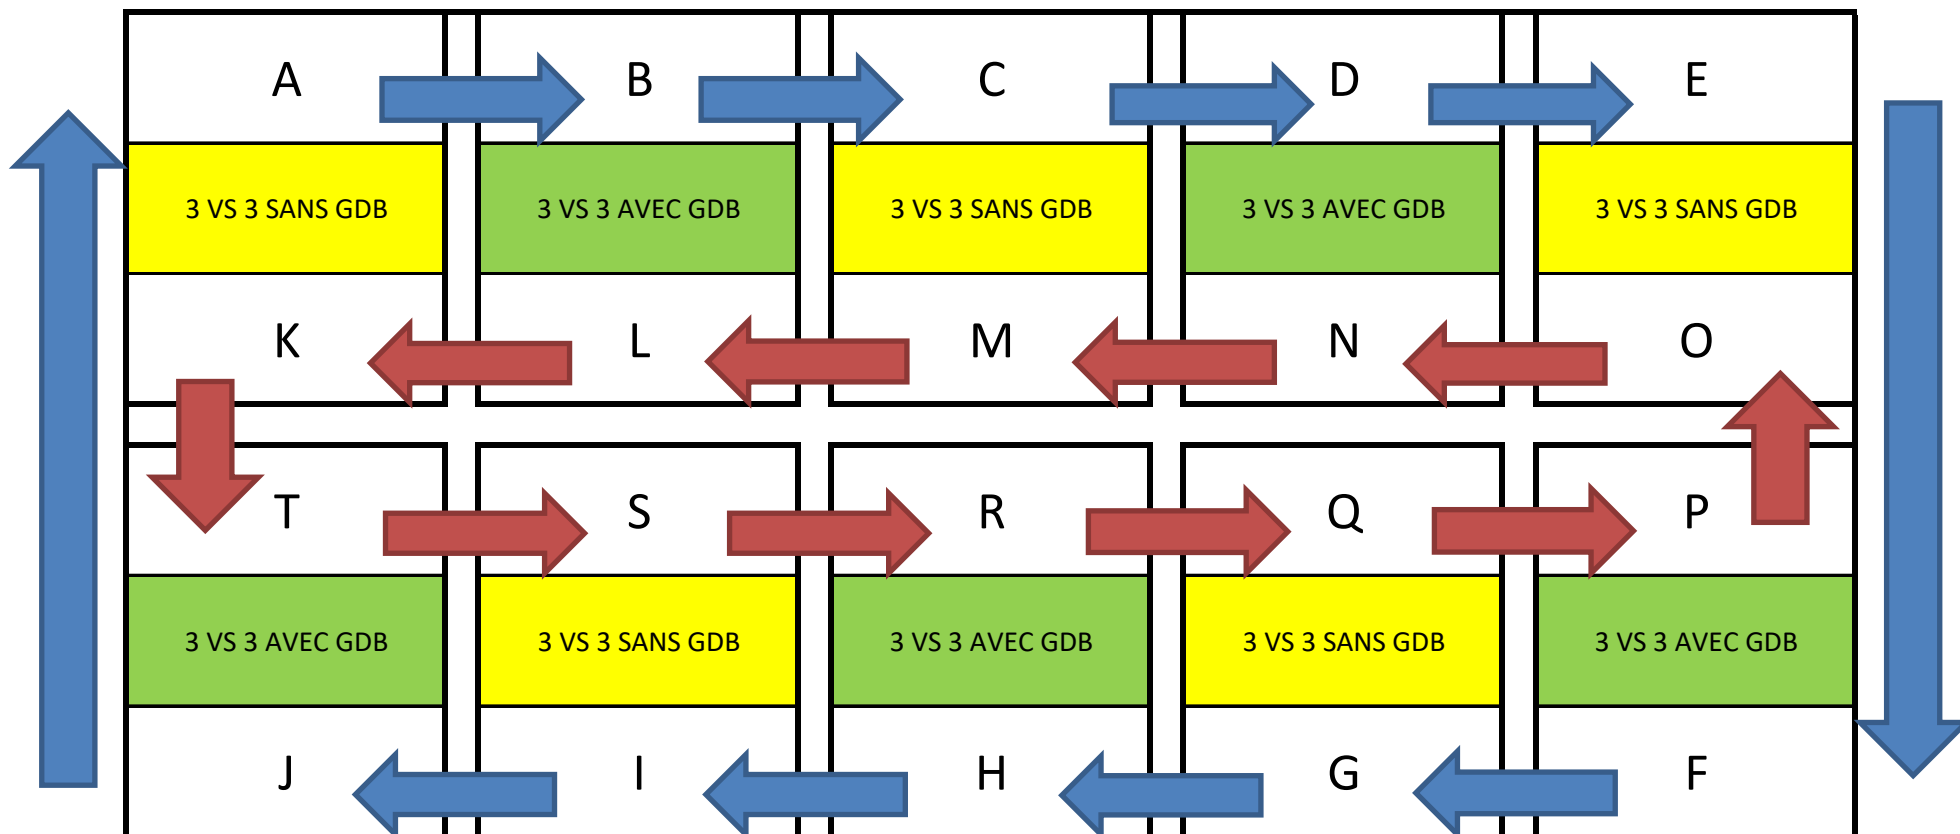 A B C D E
3 VS 3 SANS GDB 3 VS 3 AVEC GDB 3 VS 3 SANS GDB 3 VS 3 AVEC GDB 3 VS 3 SANS GDB
K L M N O
T S R Q P
3 VS 3 AVEC GDB 3 VS 3 SANS GDB 3 VS 3 AVEC GDB 3 VS 3 SANS GDB 3 VS 3 AVEC GDB
J I H G F